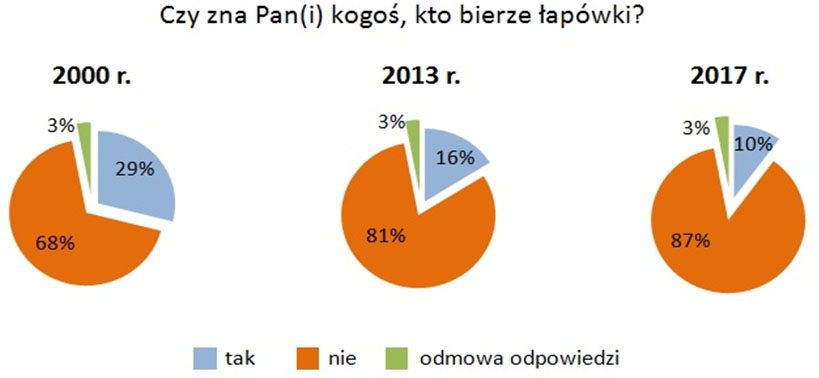 Czy zna Pan(i) kogoś, kto bierze łapówki?
2000 r.
2013 r.
2017 r.
3%
29%
68%
3%
16%
81%
3%
10%
87%
tak
nie
odmowa odpowiedzi